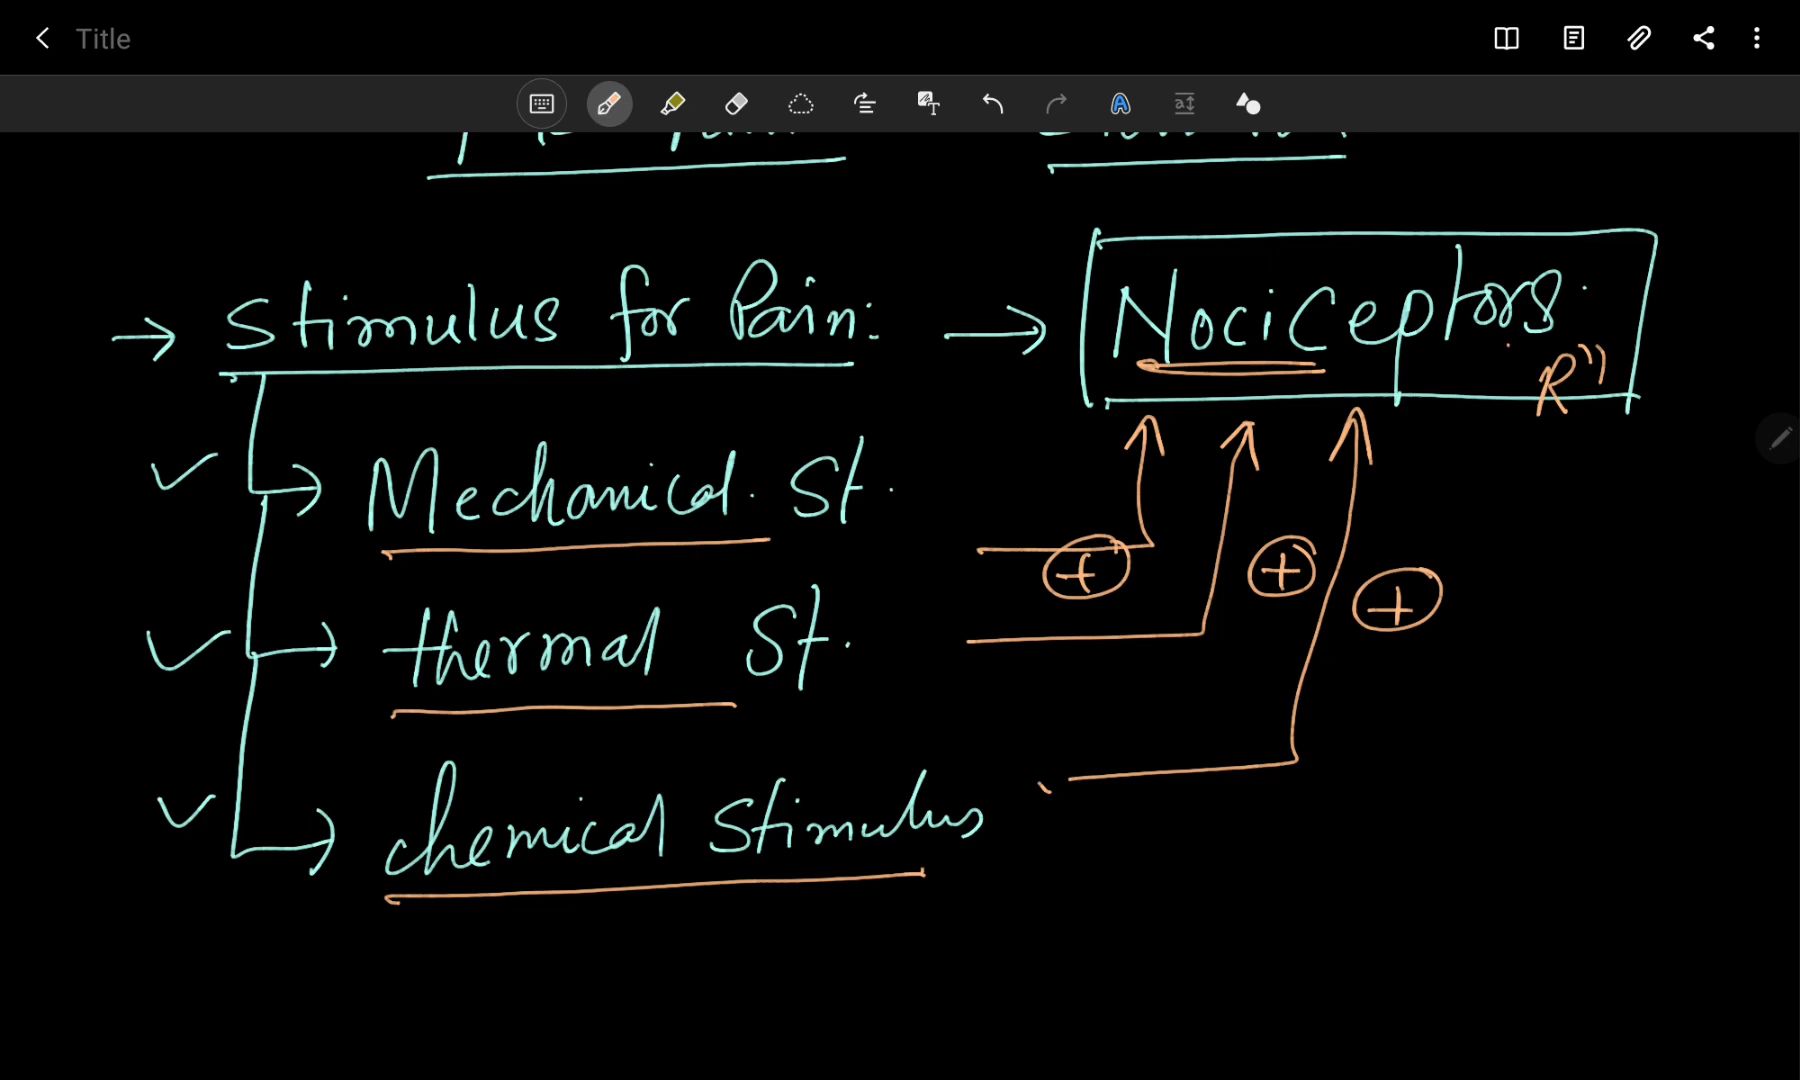 Title
→ Stimulus for Pain: → Nociceptors.
R")
✓ → Mechanical. St.
✓ → thermal St.
✓ → chemical stimulus
+ + +